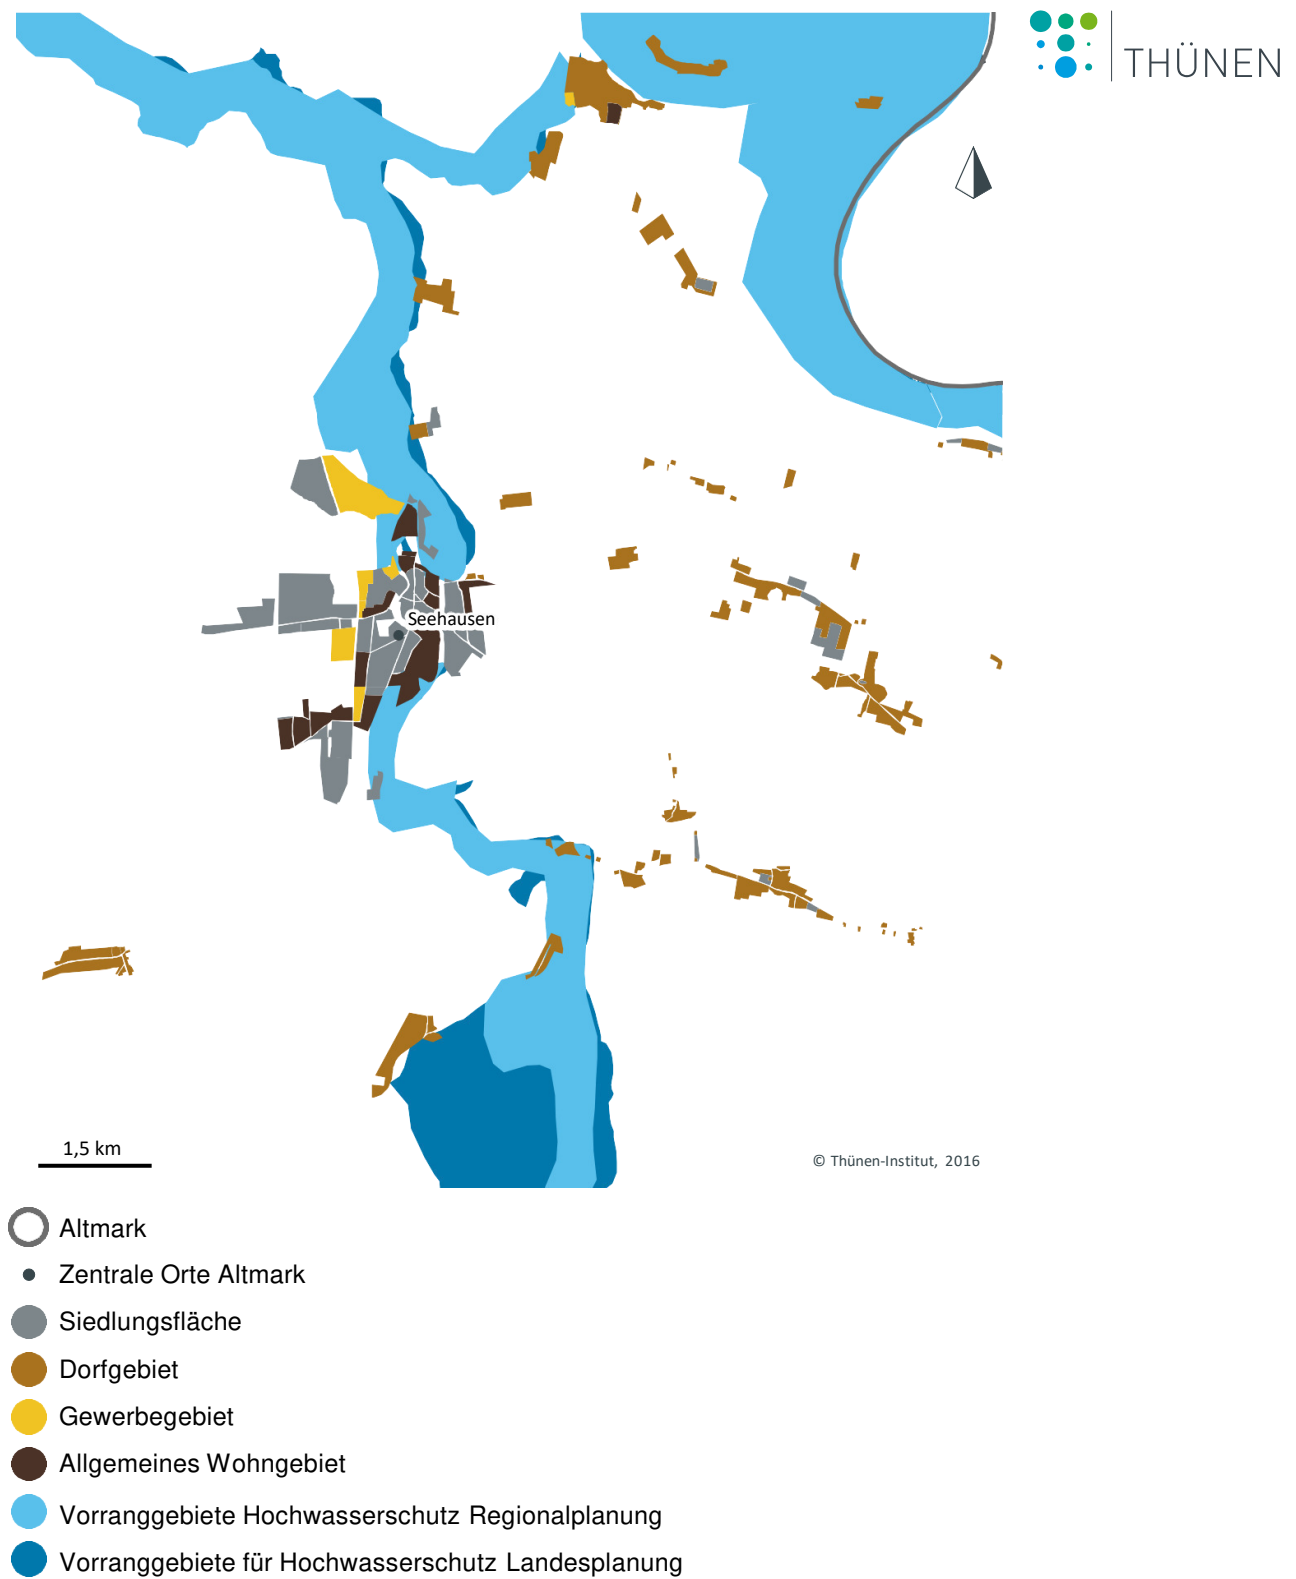 THÜNEN
Seehausen
1,5 km
© Thünen-Institut, 2016
Altmark
Zentrale Orte Altmark
Siedlungsfläche
Dorfgebiet
Gewerbegebiet
Allgemeines Wohngebiet
Vorranggebiete Hochwasserschutz Regionalplanung
Vorranggebiete für Hochwasserschutz Landesplanung